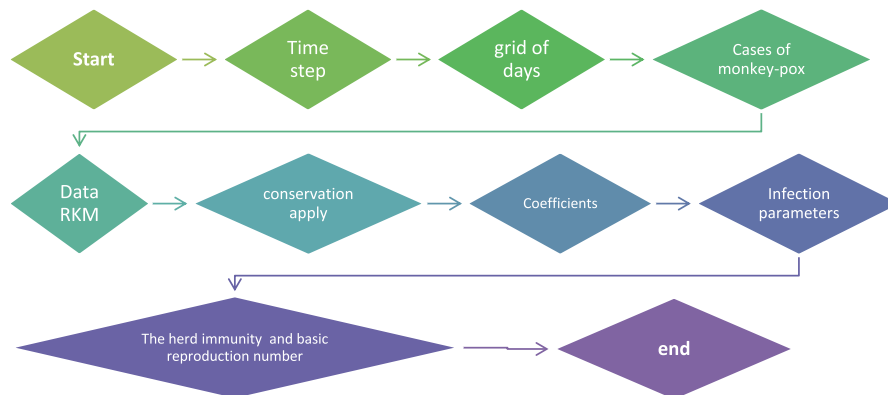 Start
Time
step
grid of
days
Cases of
monkey-pox
Data
RKM
conservation
apply
Coefficients
Infection
parameters
The herd immunity and basic
reproduction number
end